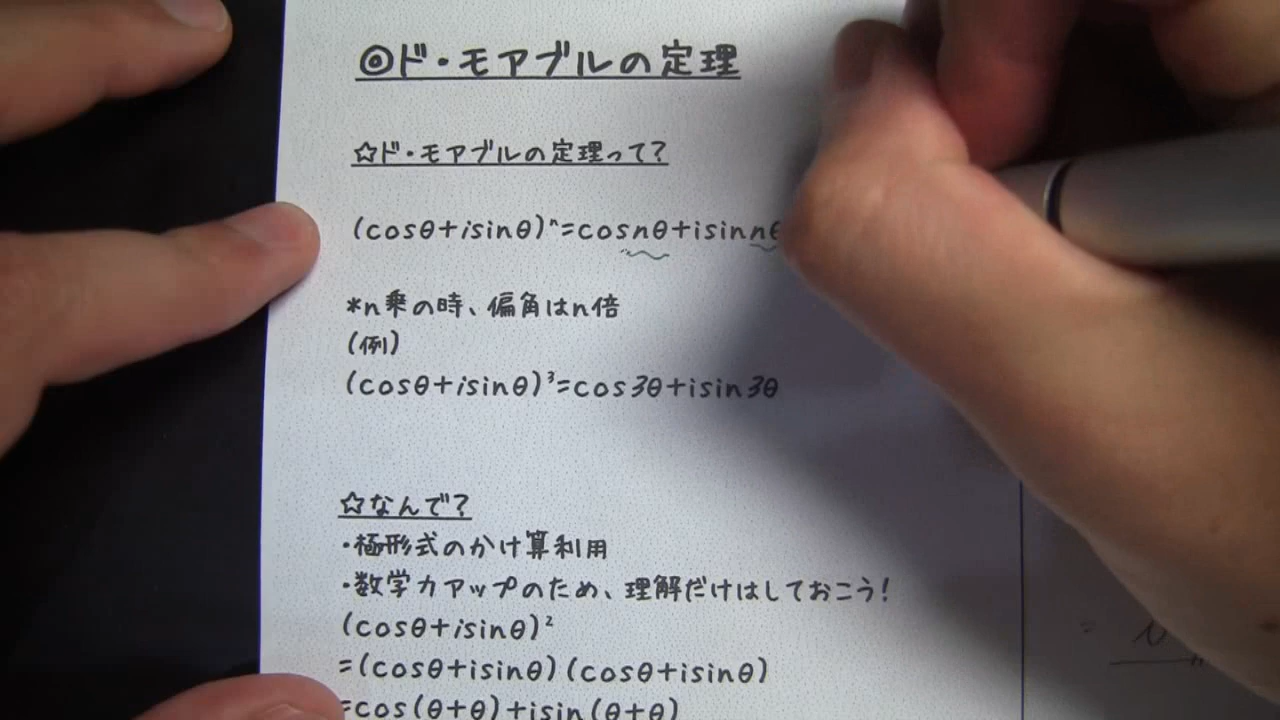 ◎ド・モアブルの定理
☆ド・モアブルの定理って?
(cosθ+isinθ)ⁿ=cosnθ+isinnθ
*n乗の時、偏角はn倍
(例)
(cosθ+isinθ)³=cos3θ+isin3θ
☆なんで?
・極形式のかけ算利用
・数学力アップのため、理解だけはしておこう!
(cosθ+isinθ)²
=(cosθ+isinθ)(cosθ+isinθ)
=cos(θ+θ)+isin(θ+θ)